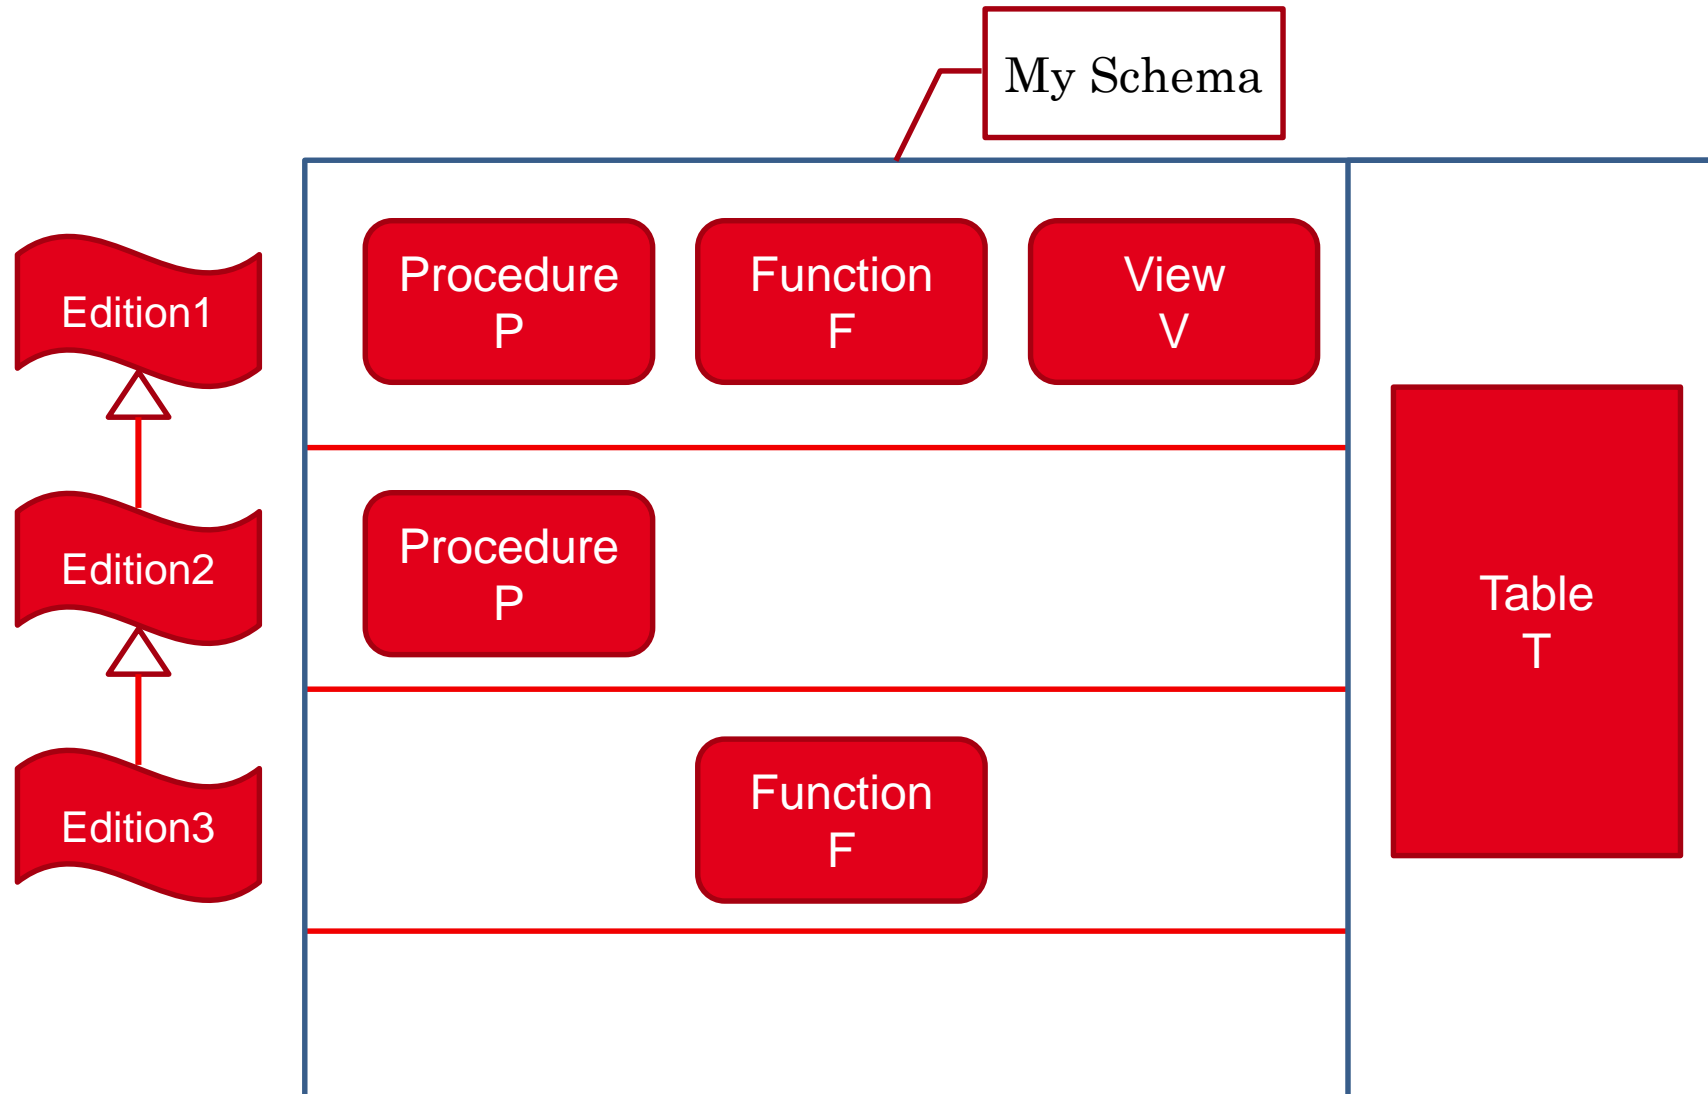 My Schema
Edition1
Procedure
P
Function
F
View
V
Edition2
Procedure
P
Table
T
Edition3
Function
F